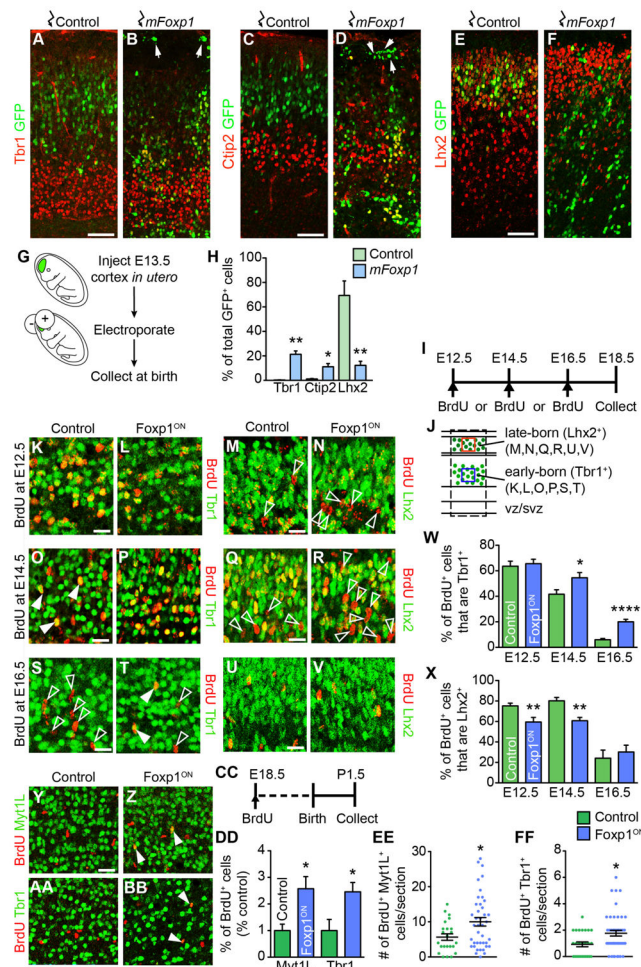 Control mFoxp1 Control mFoxp1 Control mFoxp1
A B C D E F
Tbr1 GFP
Ctip2 GFP
Lhx2 GFP
G
Inject E13.5
cortex in utero
Electroporate
Collect at birth
- +
H
Control
mFoxp1
% of total GFP+ cells
100
80
60
40
20
0
** * **
Tbr1 Ctip2 Lhx2
I
E12.5 E14.5 E16.5 E18.5
BrdU or BrdU or BrdU Collect
J
late-born (Lhx2+)
(M,N,Q,R,U,V)
early-born (Tbr1+)
(K,L,O,P,S,T)
vz/svz
Control Foxp1ON Control Foxp1ON
BrdU at E12.5
K L M N
BrdU Tbr1
BrdU Lhx2
BrdU at E14.5
O P Q R
BrdU Tbr1
BrdU Lhx2
BrdU at E16.5
S T U V
BrdU Tbr1
BrdU Lhx2
W
% of BrdU+ cells
that are Tbr1+
80
60
40
20
0
Control Foxp1ON
* ****
E12.5 E14.5 E16.5
X
% of BrdU+ cells
that are Lhx2+
100
80
60
40
20
0
Control Foxp1ON
** **
E12.5 E14.5 E16.5
Control
Foxp1ON
Control Foxp1ON
Y Z
BrdU Myt1L
AA BB
BrdU Tbr1
CC
E18.5 P1.5
BrdU Birth Collect
DD
% of BrdU+ cells
(% control)
4
3
2
1
0
Control Foxp1ON
* *
Myt1L Tbr1
EE
# of BrdU+ Myt1L+
cells/section
30
20
10
0
*
FF
# of BrdU+ Tbr1+
cells/section
8
6
4
2
0
*